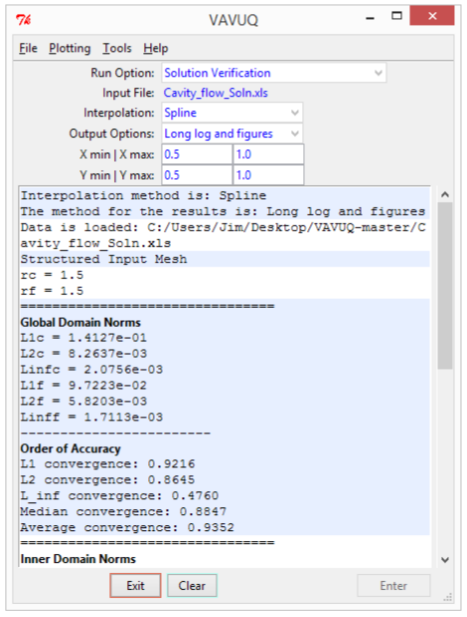 VAVUQ
File Plotting Tools Help
Run Option: Solution Verification
Input File: Cavity_flow_Soln.xls
Interpolation: Spline
Output Options: Long log and figures
X min | X max: 0.5 1.0
Y min | Y max: 0.5 1.0
Interpolation method is: Spline
The method for the results is: Long log and figures
Data is loaded: C:/Users/Jim/Desktop/VAVUQ-master/C
avity_flow_Soln.xls
Structured Input Mesh
rc = 1.5
rf = 1.5
==================================
Global Domain Norms
L1c = 1.4127e-01
L2c = 8.2637e-03
Linfc = 2.0756e-03
L1f = 9.7223e-02
L2f = 5.8203e-03
Linff = 1.7113e-03
-------------------------
Order of Accuracy
L1 convergence: 0.9216
L2 convergence: 0.8645
L_inf convergence: 0.4760
Median convergence: 0.8847
Average convergence: 0.9352
==================================
Inner Domain Norms
Exit Clear Enter